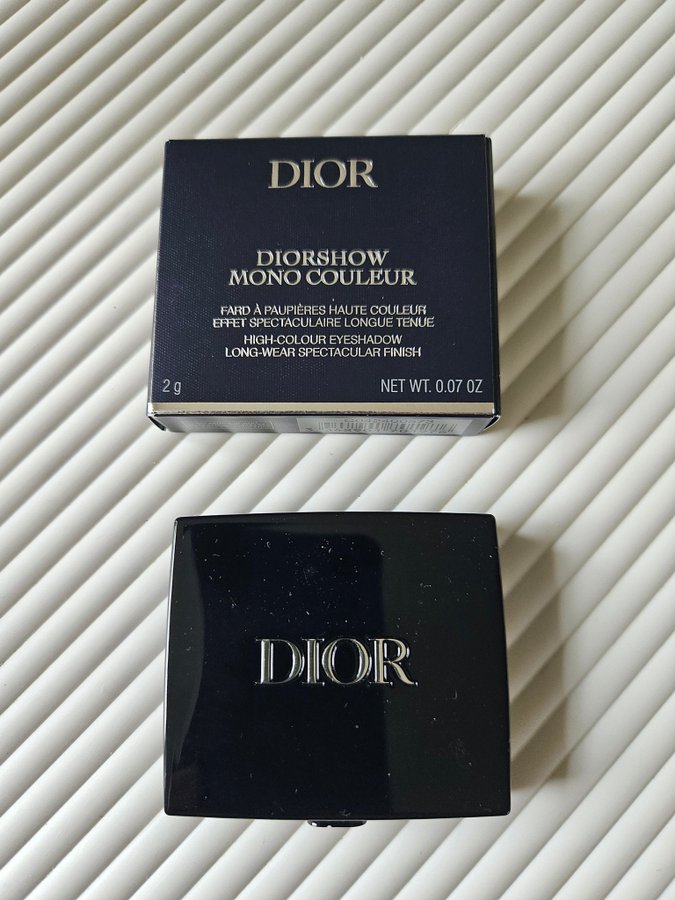 DIOR
DIORSHOW
MONO COULEUR
FARD À PAUPIÈRES HAUTE COULEUR
EFFET SPECTACULAIRE LONGUE TENUE
HIGH-COLOUR EYESHADOW
LONG-WEAR SPECTACULAR FINISH
2 g NET WT. 0.07 OZ
DIOR